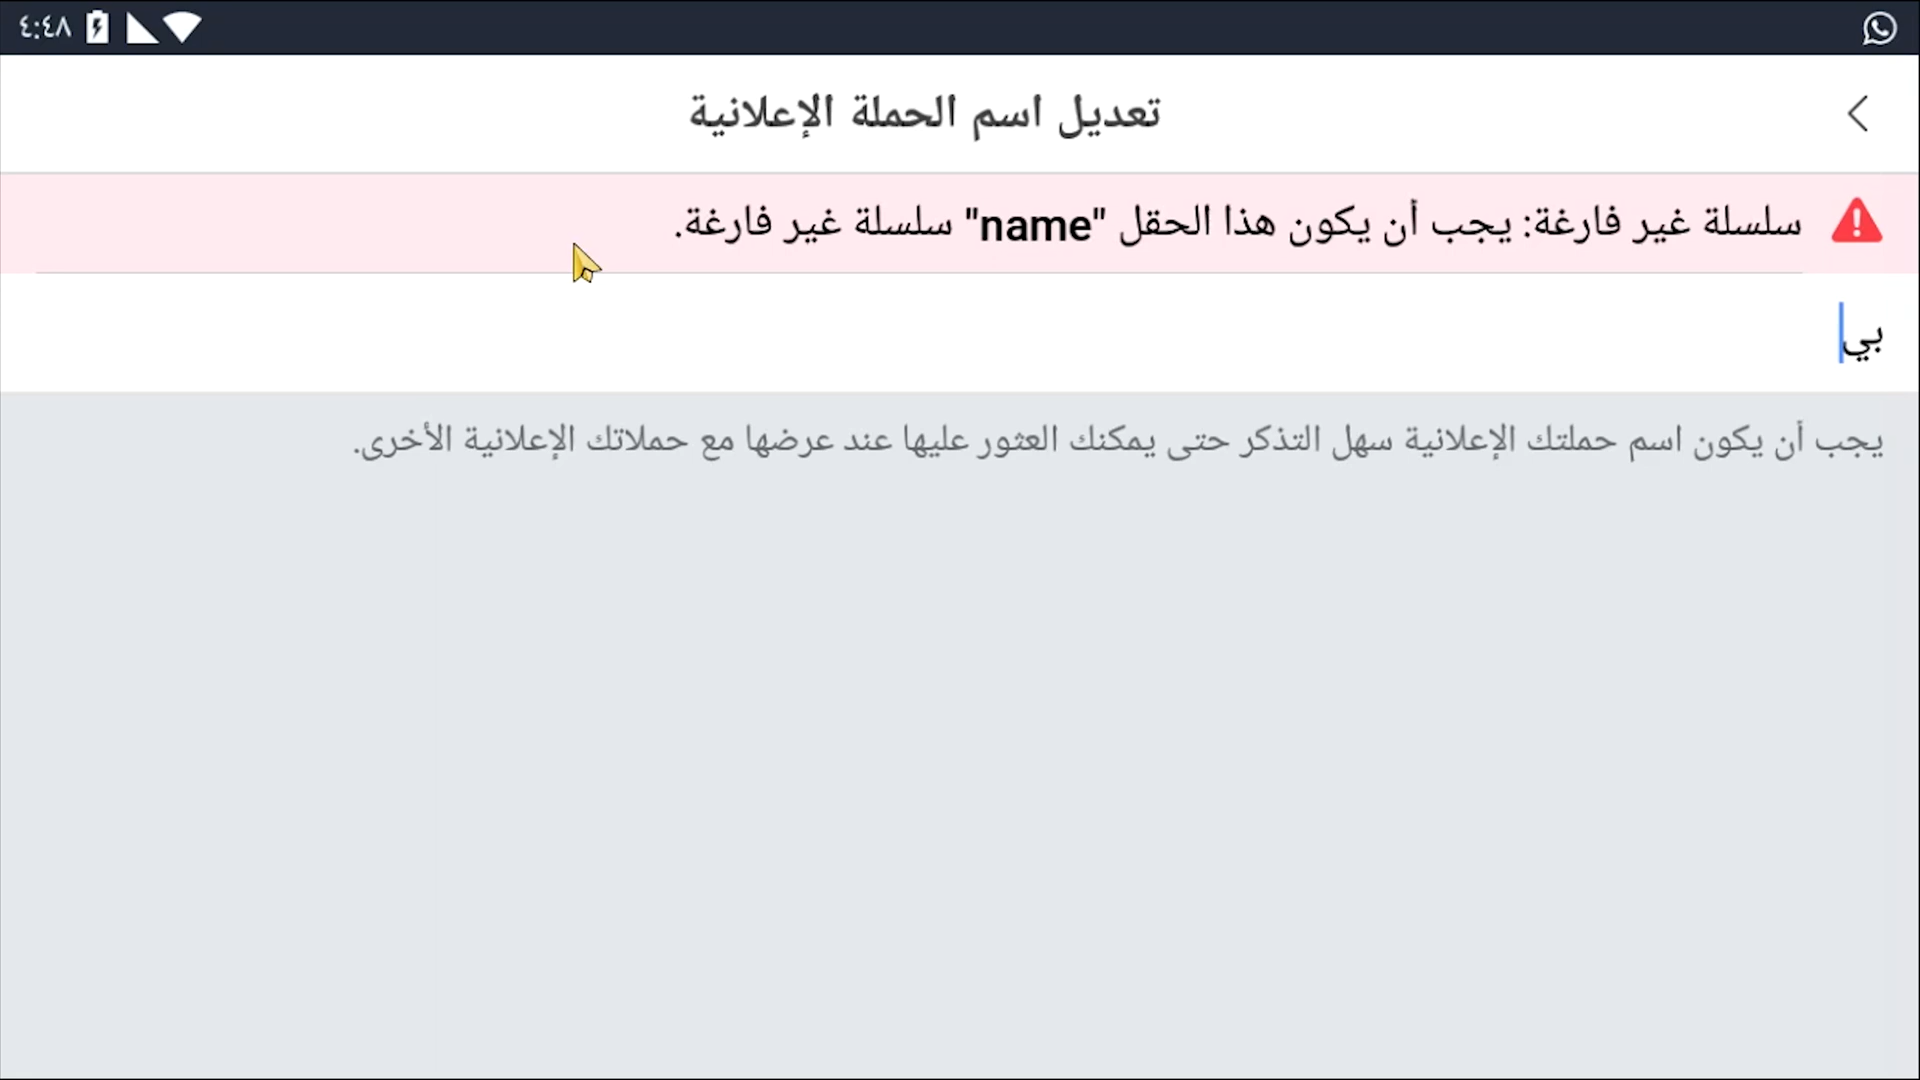 ٤:٤٨
تعديل اسم الحملة الإعلانية
سلسلة غير فارغة: يجب أن يكون هذا الحقل "name" سلسلة غير فارغة.
بي
يجب أن يكون اسم حملتك الإعلانية سهل التذكر حتى يمكنك العثور عليها عند عرضها مع حملاتك الإعلانية الأخرى.